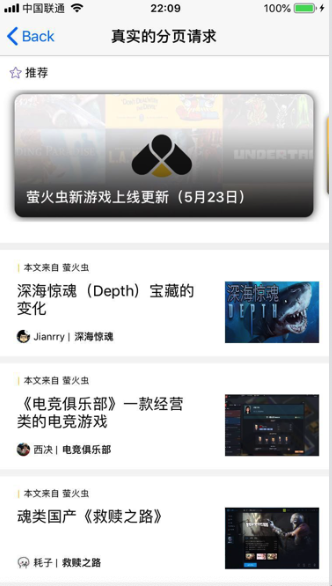 中国联通
22:09
100%
Back
真实的分页请求
推荐
UNDERTAL
萤火虫新游戏上线更新（5月23日）
本文来自 萤火虫
深海惊魂（Depth）宝藏的
变化
深海惊魂
DEPTH
Jianrry | 深海惊魂
本文来自 萤火虫
《电竞俱乐部》一款经营
类的电竞游戏
西决 | 电竞俱乐部
本文来自 萤火虫
魂类国产《救赎之路》
耗子 | 救赎之路